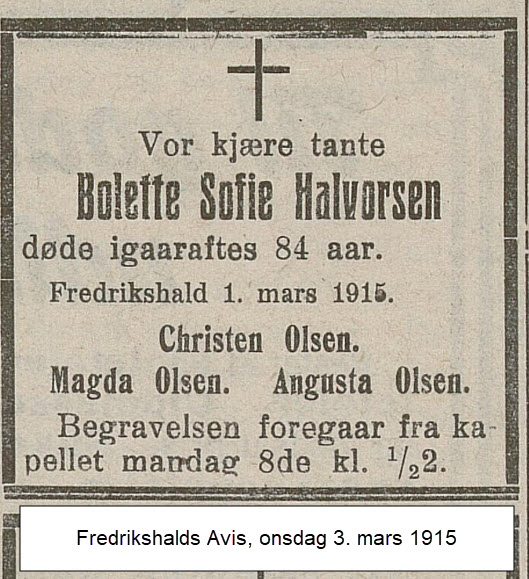 Vor kjære tante
Bolette Sofie Halvorsen
døde igaaraftes 84 aar.
Fredrikshald 1. mars 1915.
Christen Olsen.
Magda Olsen. Angusta Olsen.
Begravelsen foregaar fra ka-
pellet mandag 8de kl. 1/22.
Fredrikshalds Avis, onsdag 3. mars 1915